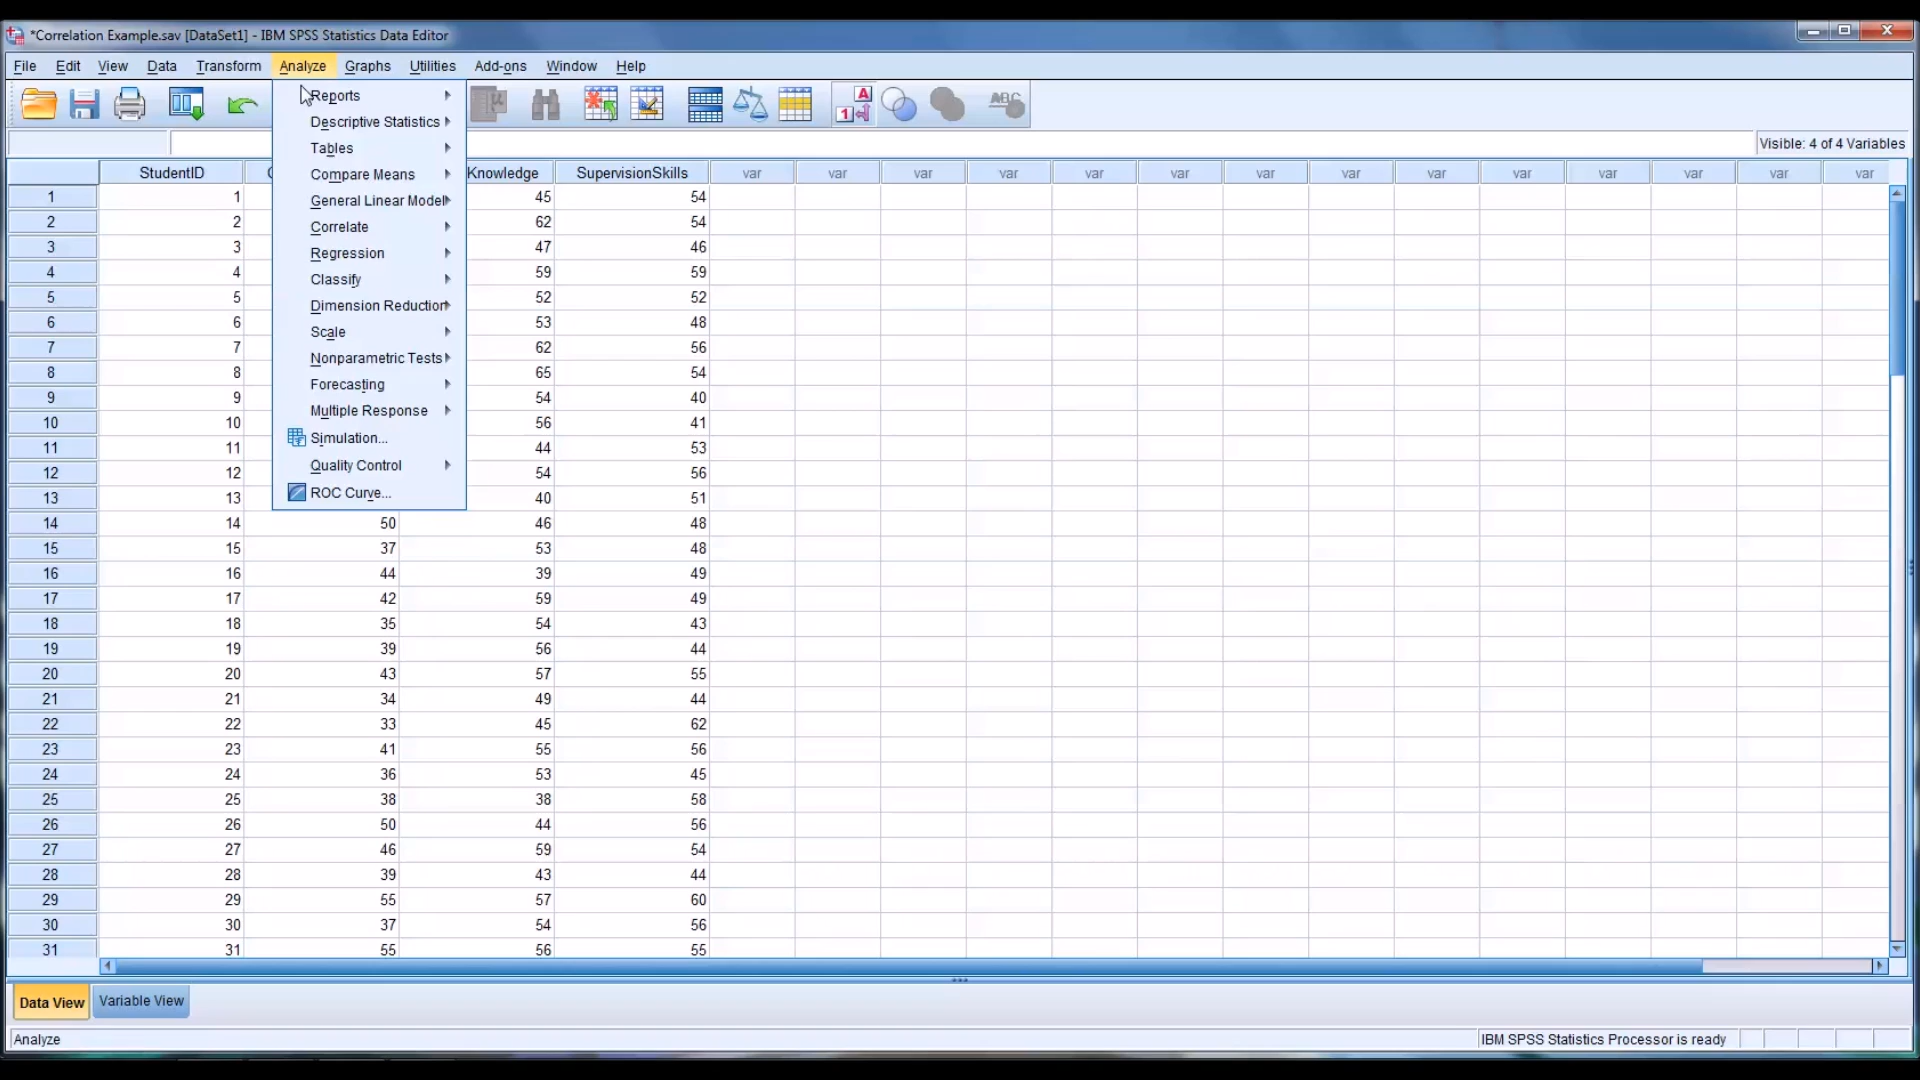 *Correlation Example.sav [DataSet1] - IBM SPSS Statistics Data Editor
File Edit View Data Transform Analyze Graphs Utilities Add-ons Window Help
Visible: 4 of 4 Variables
Reports
Descriptive Statistics
Tables
Compare Means
General Linear Model
Correlate
Regression
Classify
Dimension Reduction
Scale
Nonparametric Tests
Forecasting
Multiple Response
Simulation...
Quality Control
ROC Curve...
StudentID Knowledge SupervisionSkills var var var var var var var var var var var var var var
1 1 45 54
2 2 62 54
3 3 47 46
4 4 59 59
5 5 52 52
6 6 53 48
7 7 62 56
8 8 65 54
9 9 54 40
10 10 56 41
11 11 44 53
12 12 54 56
13 13 40 51
14 14 50 46 48
15 15 37 53 48
16 16 44 39 49
17 17 42 59 49
18 18 35 54 43
19 19 39 56 44
20 20 43 57 55
21 21 34 49 44
22 22 33 45 62
23 23 41 55 56
24 24 36 53 45
25 25 38 38 58
26 26 50 44 56
27 27 46 59 54
28 28 39 43 44
29 29 55 57 60
30 30 37 54 56
31 31 55 56 55
Data View Variable View
Analyze
IBM SPSS Statistics Processor is ready